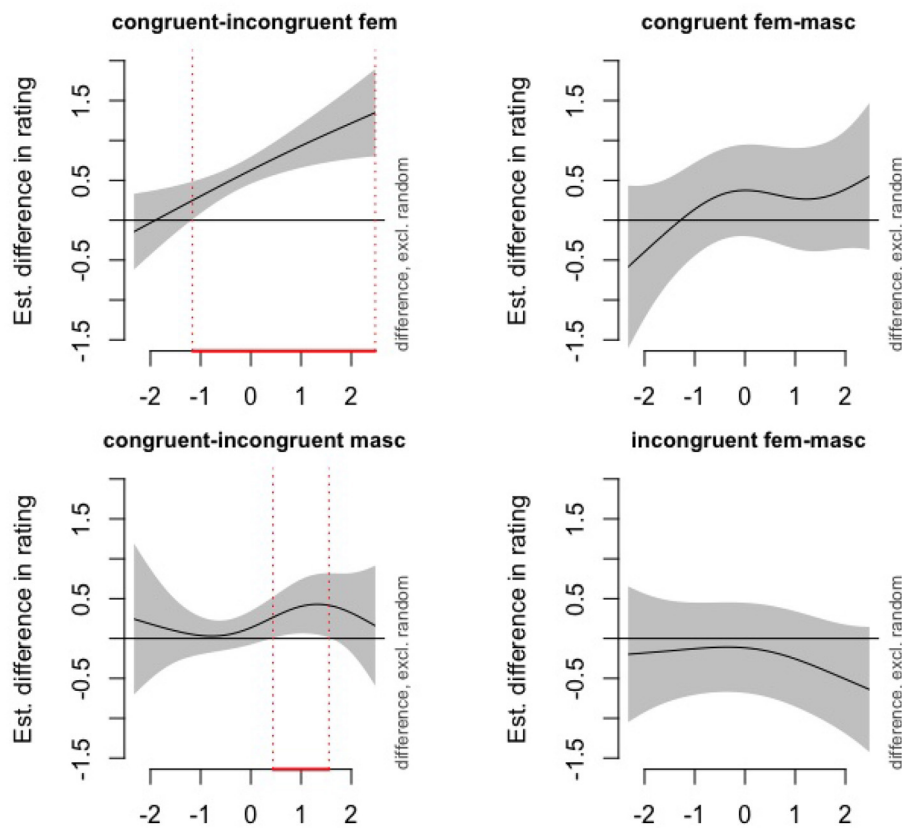 congruent-incongruent fem
Est. difference in rating
1.5
0.5
-0.5
-1.5
-2 -1 0 1 2
difference, excl. random
congruent fem-masc
Est. difference in rating
1.5
0.5
-0.5
-1.5
-2 -1 0 1 2
difference. excl. random
congruent-incongruent masc
Est. difference in rating
1.5
0.5
-0.5
-1.5
-2 -1 0 1 2
difference, excl. random
incongruent fem-masc
Est. difference in rating
1.5
0.5
-0.5
-1.5
-2 -1 0 1 2
difference. excl. random